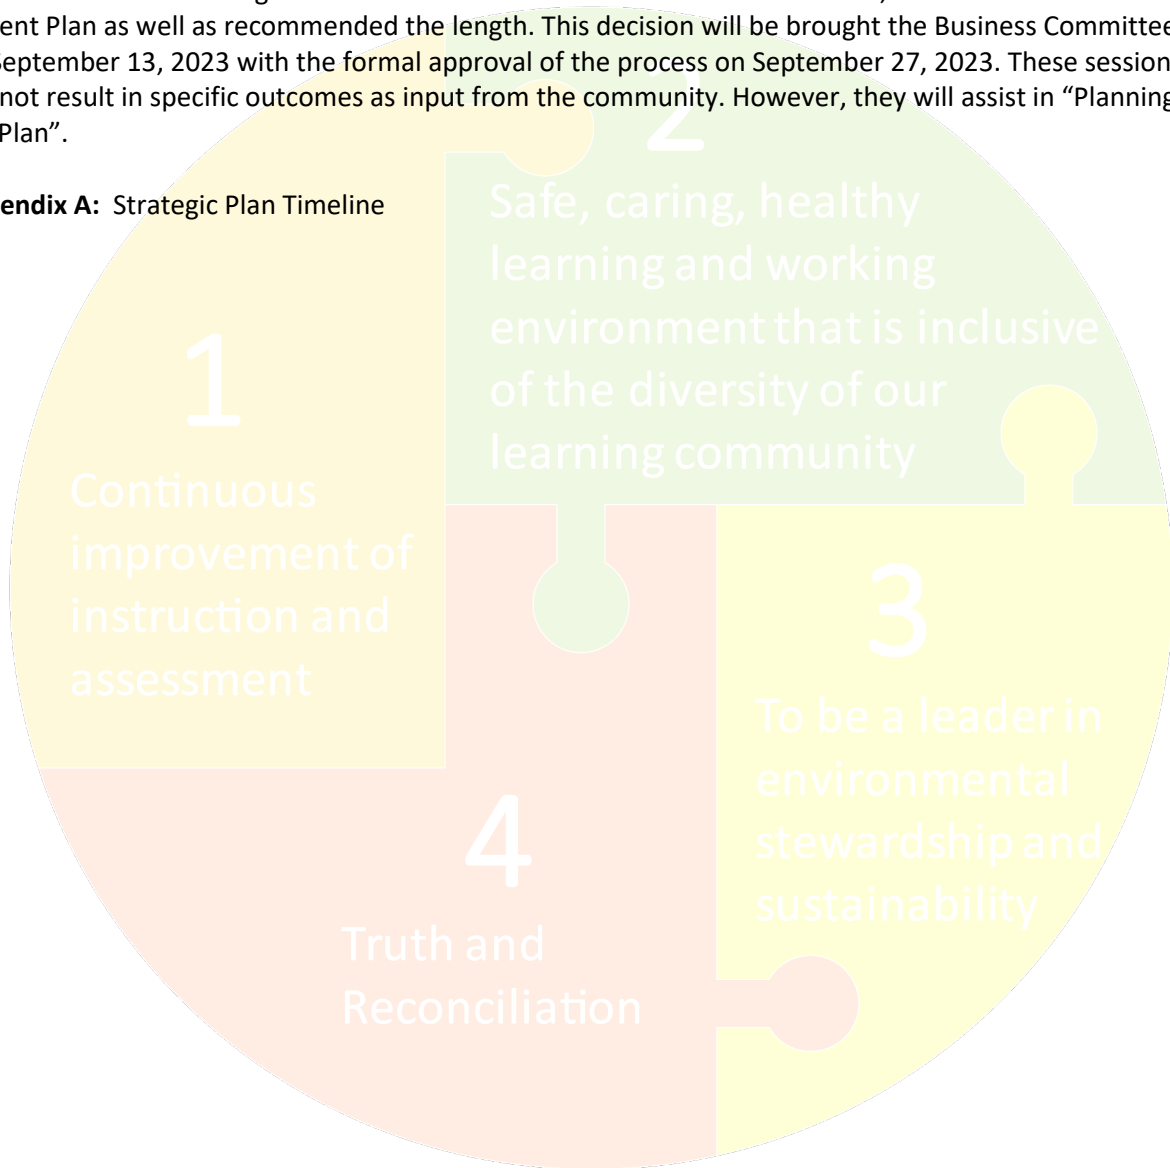 ent Plan as well as recommended the length. This decision will be brought the Business Committee
September 13, 2023 with the formal approval of the process on September 27, 2023. These session
not result in specific outcomes as input from the community. However, they will assist in “Planning
Plan”.
endix A: Strategic Plan Timeline
1
Continuous
improvement of
instruction and
assessment
2
Safe, caring, healthy
learning and working
environment that is inclusive
of the diversity of our
learning community
3
To be a leader in
environmental
stewardship and
sustainability
4
Truth and
Reconciliation